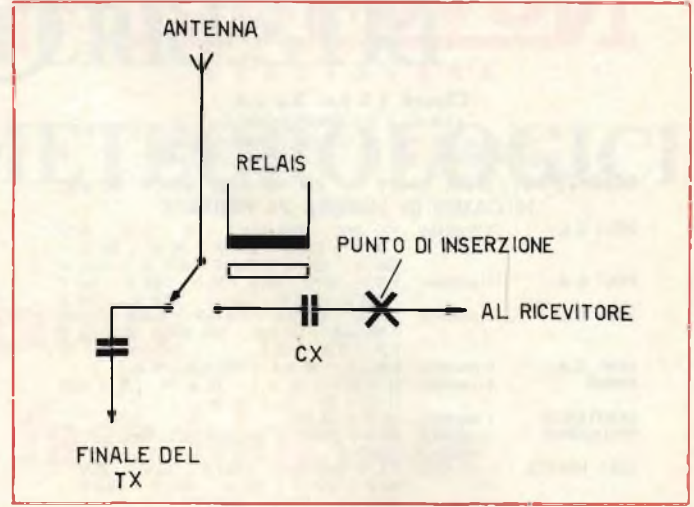 ANTENNA
RELAIS
PUNTO DI INSERZIONE
AL RICEVITORE
CX
FINALE DEL
TX